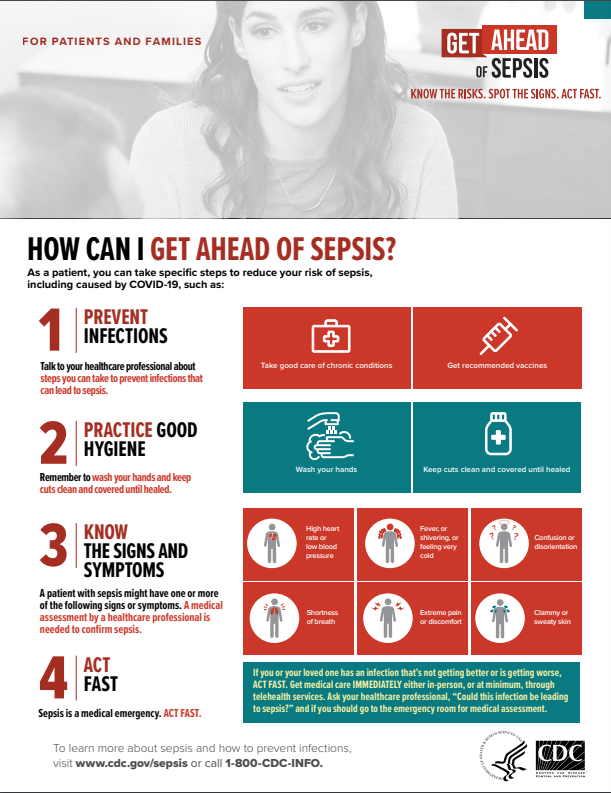 FOR PATIENTS AND FAMILIES
GET AHEAD
OF SEPSIS
KNOW THE RISKS. SPOT THE SIGNS. ACT FAST.
HOW CAN I GET AHEAD OF SEPSIS?
As a patient, you can take specific steps to reduce your risk of sepsis,
including caused by COVID-19, such as:
1 PREVENT
INFECTIONS
Talk to your healthcare professional about
steps you can take to prevent infections that
can lead to sepsis.
Take good care of chronic conditions
Get recommended vaccines
2 PRACTICE GOOD
HYGIENE
Remember to wash your hands and keep
cuts clean and covered until healed.
Wash your hands
Keep cuts clean and covered until healed
3 KNOW
THE SIGNS AND
SYMPTOMS
A patient with sepsis might have one or more
of the following signs or symptoms. A medical
assessment by a healthcare professional is
needed to confirm sepsis.
High heart
rate or
low blood
pressure
Fever, or
shivering, or
feeling very
cold
Confusion or
disorientation
Shortness
of breath
Extreme pain
or discomfort
Clammy or
sweaty skin
4 ACT
FAST
Sepsis is a medical emergency. ACT FAST.
If you or your loved one has an infection that's not getting better or is getting worse,
ACT FAST. Get medical care IMMEDIATELY either in-person, or at minimum, through
telehealth services. Ask your healthcare professional, “Could this infection be leading
to sepsis?” and if you should go to the emergency room for medical assessment.
To learn more about sepsis and how to prevent infections,
visit www.cdc.gov/sepsis or call 1-800-CDC-INFO.
CDC
CENTERS FOR DISEASE
CONTROL AND PREVENTION